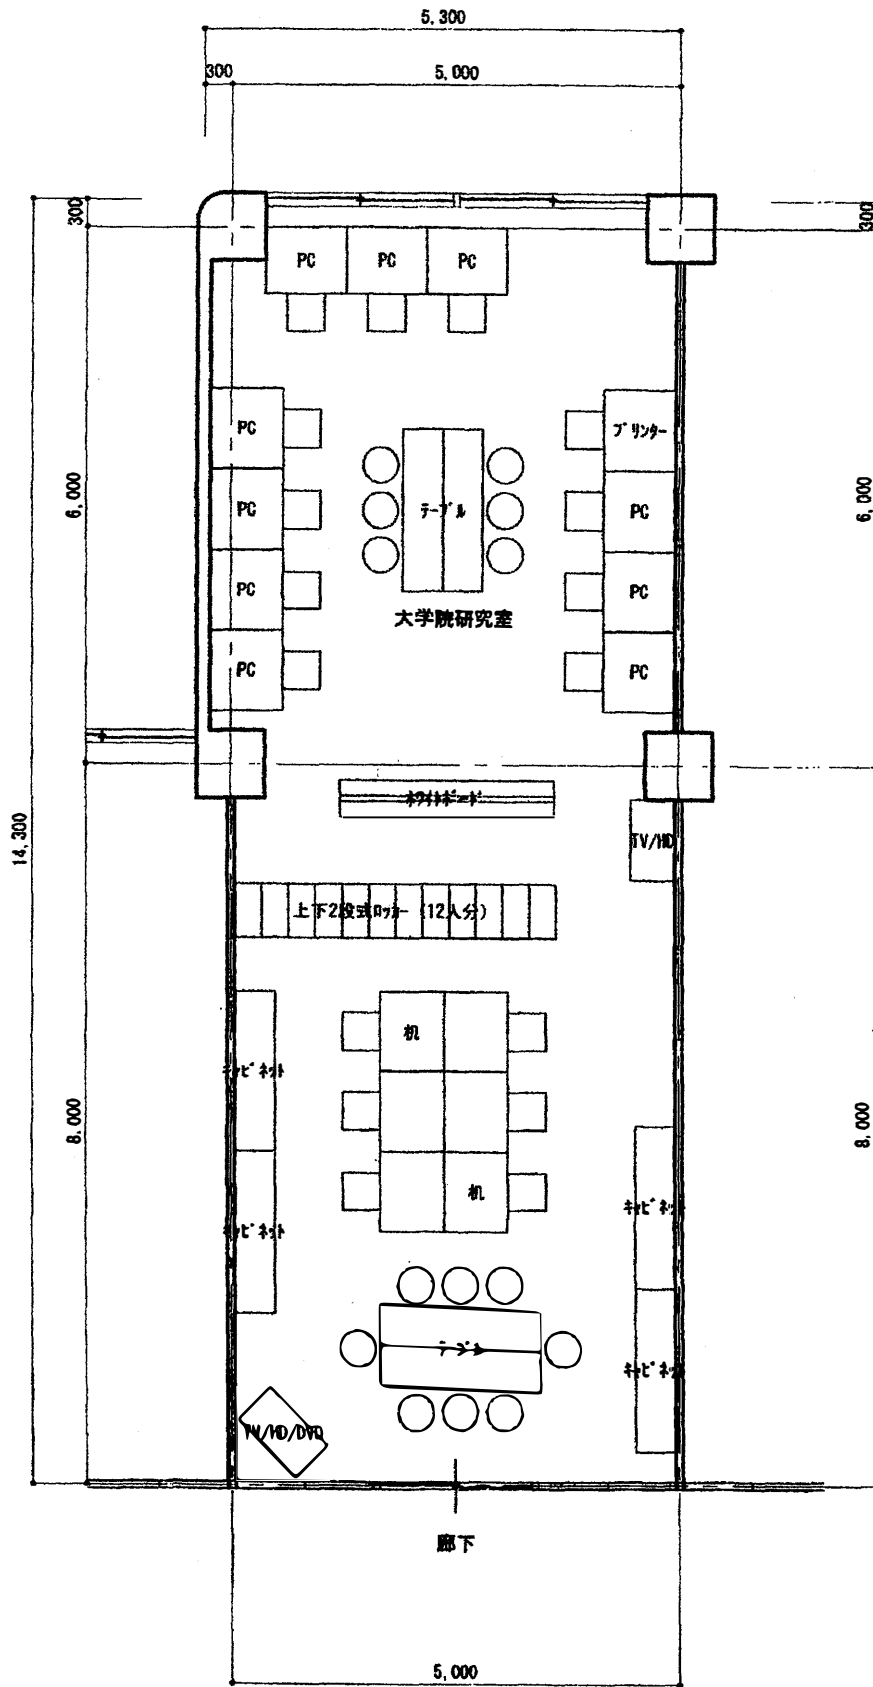 5,300
300
5,000
300
300
PC
PC
PC
PC
プリンター
6,000
PC
テーブル
PC
6,000
PC
PC
大学院研究室
PC
PC
ホワイトボード
14,300
TV/HD
上下2段式ロッカー (12人分)
机
キャビネット
8,000
8,000
机
キャビネット
キャビネット
テーブル
キャビネット
TV/HD/DVD
廊下
5,000